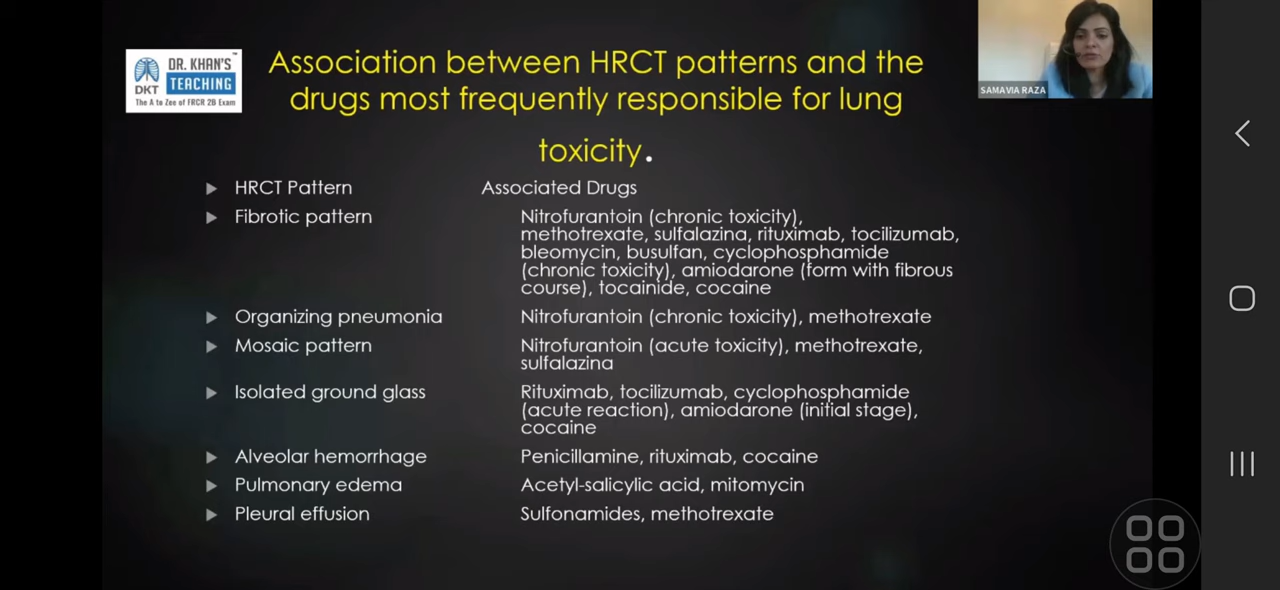 DR. KHAN'S
TEACHING
DKT
The A to Zee of FRCR 2B Exam
Association between HRCT patterns and the
drugs most frequently responsible for lung
toxicity.
SAMAVIA RAZA
HRCT Pattern Associated Drugs
Fibrotic pattern Nitrofurantoin (chronic toxicity),
methotrexate, sulfalazina, rituximab, tocilizumab,
bleomycin, busulfan, cyclophosphamide
(chronic toxicity), amiodarone (form with fibrous
course), tocainide, cocaine
Organizing pneumonia Nitrofurantoin (chronic toxicity), methotrexate
Mosaic pattern Nitrofurantoin (acute toxicity), methotrexate,
sulfalazina
Isolated ground glass Rituximab, tocilizumab, cyclophosphamide
(acute reaction), amiodarone (initial stage),
cocaine
Alveolar hemorrhage Penicillamine, rituximab, cocaine
Pulmonary edema Acetyl-salicylic acid, mitomycin
Pleural effusion Sulfonamides, methotrexate